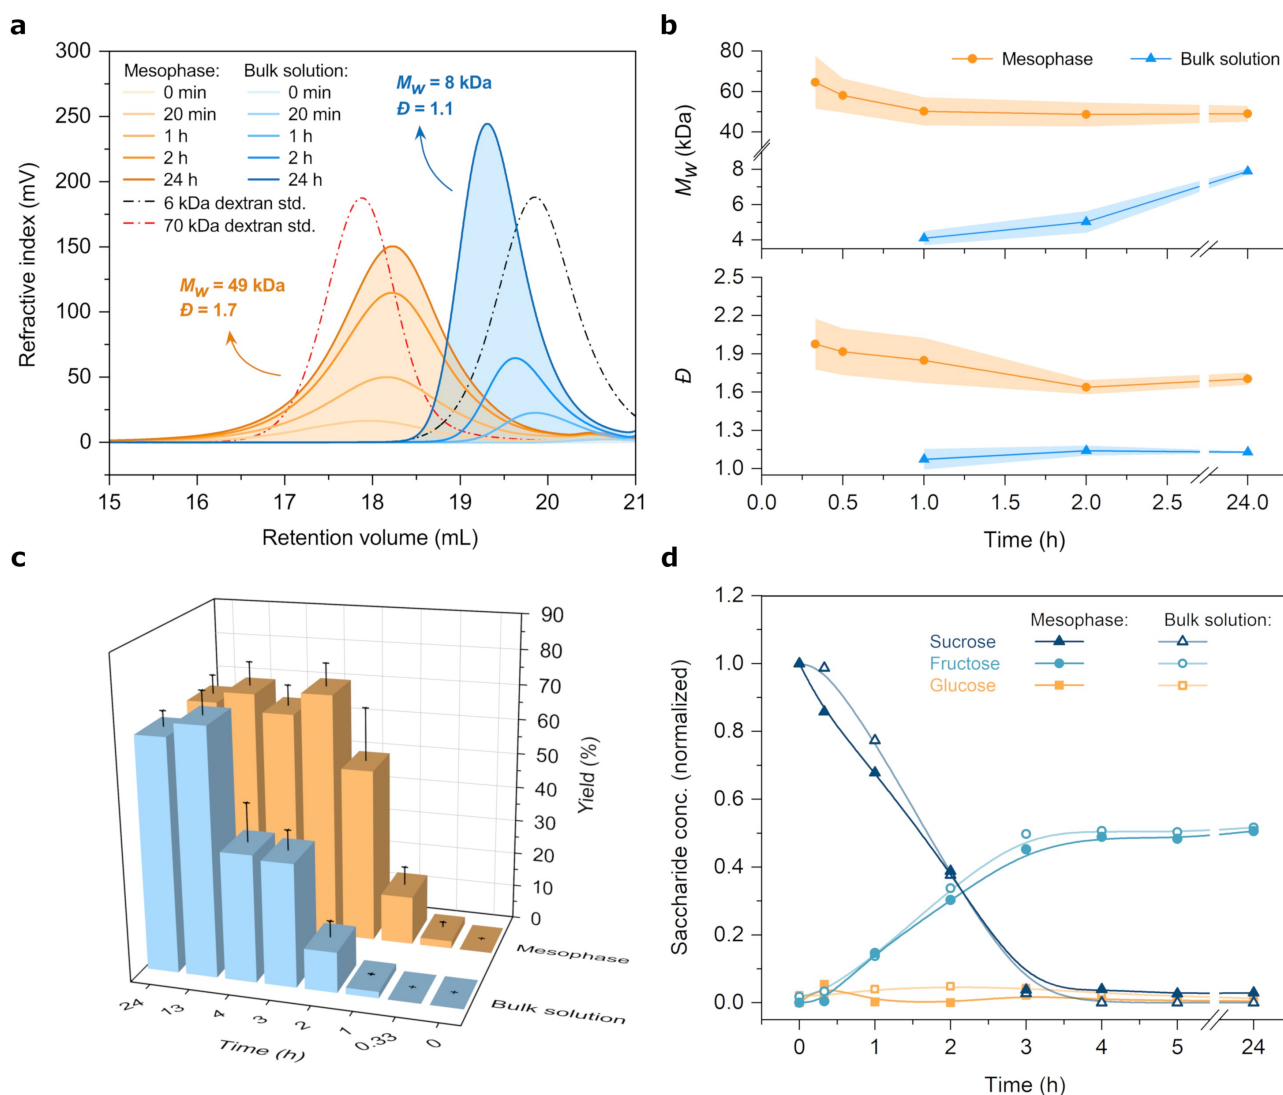 a
300
250
200
150
100
50
0
Refractive index (mV)
Mesophase: Bulk solution:
0 min 0 min
20 min 20 min
1 h 1 h
2 h 2 h
24 h 24 h
6 kDa dextran std.
70 kDa dextran std.
Mw = 8 kDa
Đ = 1.1
Mw = 49 kDa
Đ = 1.7
15 16 17 18 19 20 21
Retention volume (mL)
b
80
60
40
8
6
4
Mw (kDa)
Mesophase Bulk solution
2.5
2.2
1.9
1.6
1.3
1.0
Đ
0.0 0.5 1.0 1.5 2.0 2.5 24.0
Time (h)
c
90
80
70
60
50
40
30
20
10
0
Yield (%)
Mesophase
Bulk solution
24 13 4 3 2 1 0.33 0
Time (h)
d
1.2
1.0
0.8
0.6
0.4
0.2
0.0
Saccharide conc. (normalized)
Mesophase: Bulk solution:
Sucrose
Fructose
Glucose
0 1 2 3 4 5 24
Time (h)